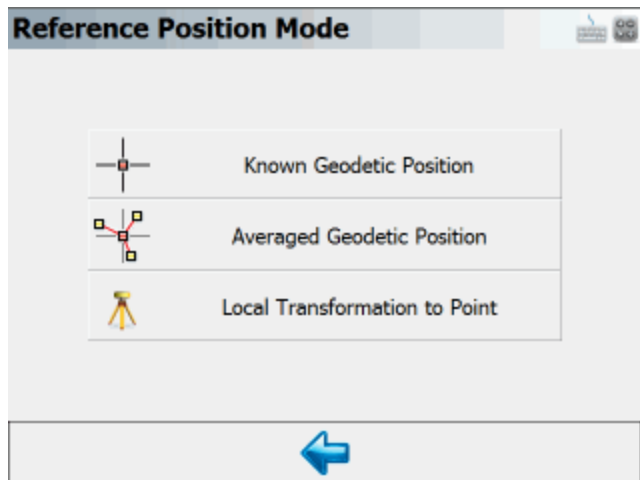 Reference Position Mode
Known Geodetic Position
Averaged Geodetic Position
Local Transformation to Point